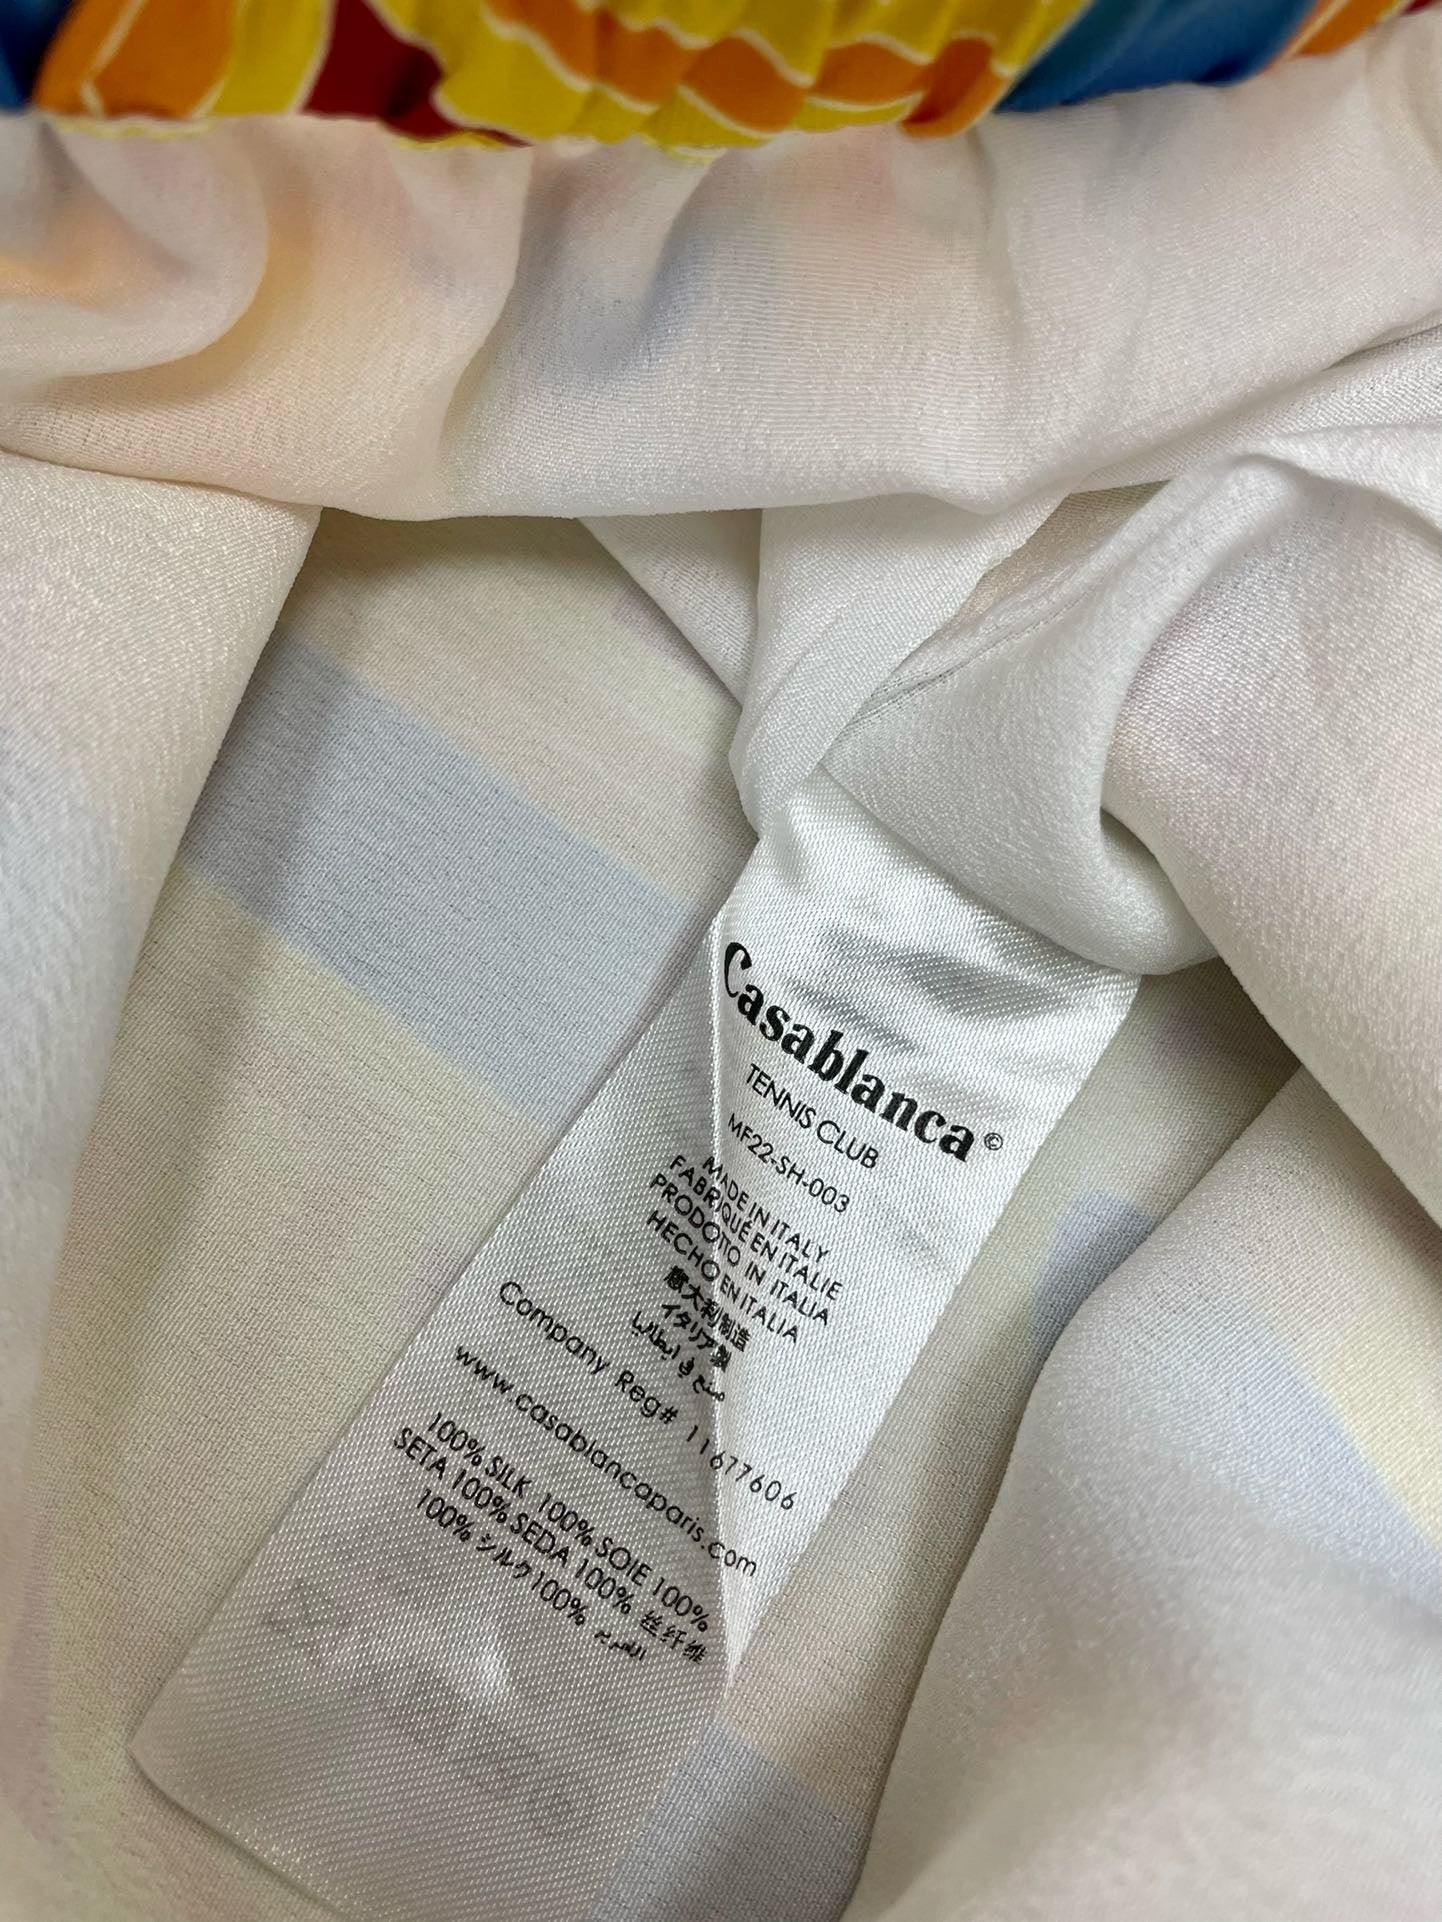 Casablanca©
TENNIS CLUB
MF22-SH-003
MADE IN ITALY
FABRIQUÉ EN ITALIE
PRODOTTO IN ITALIA
HECHO EN ITALIA
意大利制造
イタリア製
صنع في إيطاليا
Company Reg# 11677606
www.casablancaparis.com
100% SILK 100% SOIE 100%
SETA 100% SEDA 100% 丝纤维
100% シルク100%